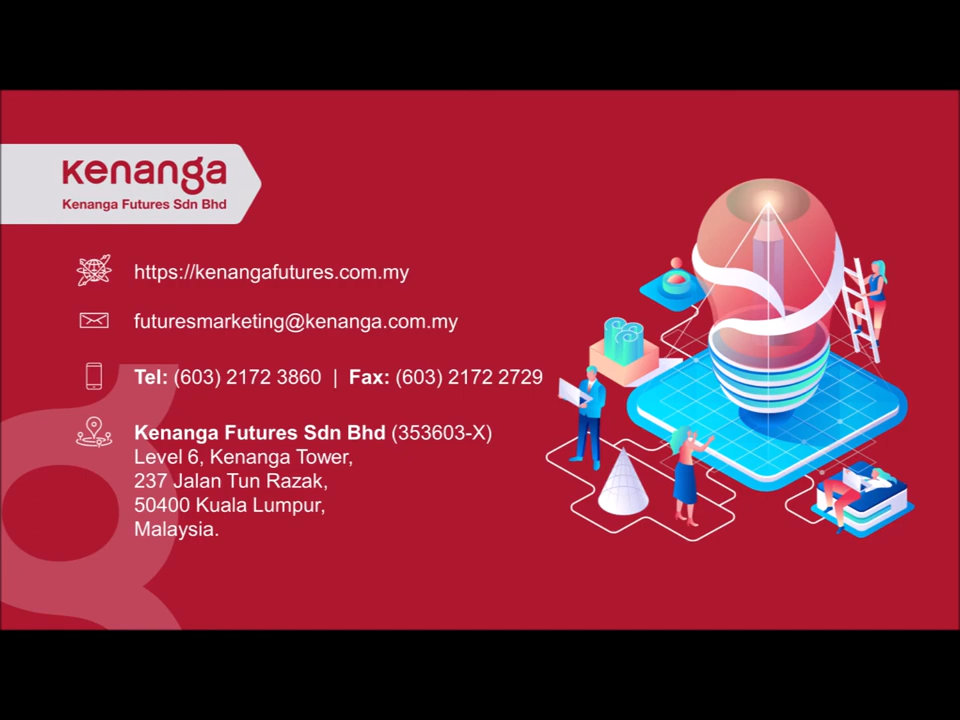 Kenanga
Kenanga Futures Sdn Bhd
https://kenangafutures.com.my
futuresmarketing@kenanga.com.my
Tel: (603) 2172 3860 | Fax: (603) 2172 2729
Kenanga Futures Sdn Bhd (353603-X)
Level 6, Kenanga Tower,
237 Jalan Tun Razak,
50400 Kuala Lumpur,
Malaysia.